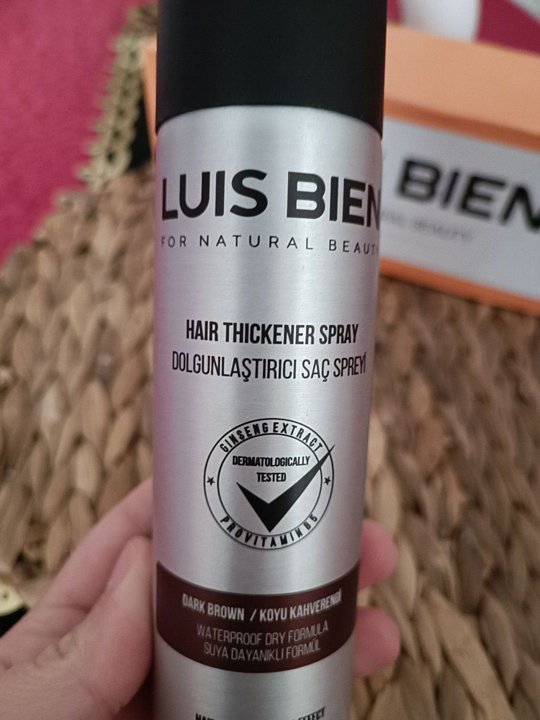 LUIS BIEN
FOR NATURAL BEAUTY
HAIR THICKENER SPRAY
DOLGUNLAŞTIRICI SAÇ SPREYİ
GINSENG EXTRACT
DERMATOLOGICALLY
TESTED
PROVITAMIN B5
DARK BROWN / KOYU KAHVERENGİ
WATERPROOF DRY FORMULA
SUYA DAYANIKLI FORMÜL
BIEN
BEAUTY